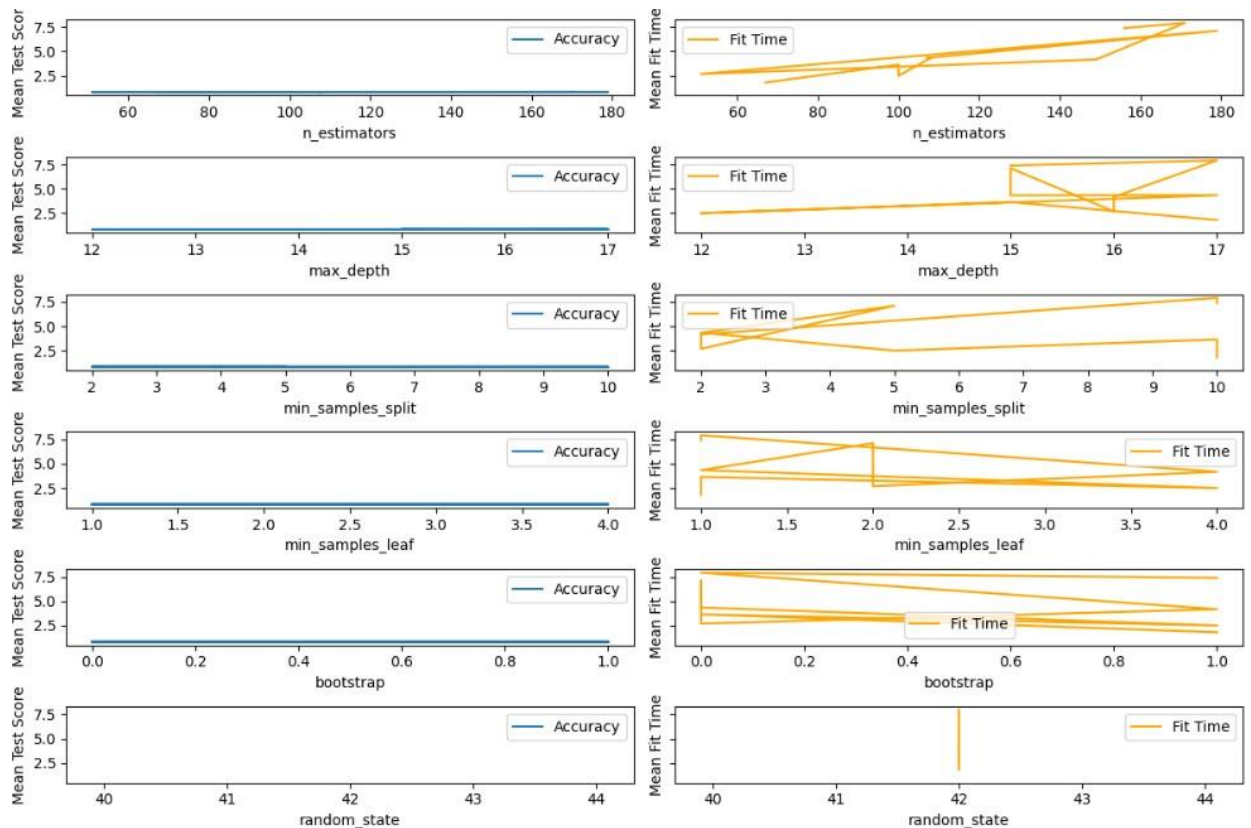 Mean Test Scor
7.5
5.0
2.5
Accuracy
60 80 100 120 140 160 180
n_estimators
Mean Fit Time
Fit Time
60 80 100 120 140 160 180
n_estimators
Mean Test Score
7.5
5.0
2.5
Accuracy
12 13 14 15 16 17
max_depth
Mean Fit Time
Fit Time
12 13 14 15 16 17
max_depth
Mean Test Score
7.5
5.0
2.5
Accuracy
2 3 4 5 6 7 8 9 10
min_samples_split
Mean Fit Time
Fit Time
2 3 4 5 6 7 8 9 10
min_samples_split
Mean Test Score
7.5
5.0
2.5
Accuracy
1.0 1.5 2.0 2.5 3.0 3.5 4.0
min_samples_leaf
Mean Fit Time
Fit Time
1.0 1.5 2.0 2.5 3.0 3.5 4.0
min_samples_leaf
Mean Test Score
7.5
5.0
2.5
Accuracy
0.0 0.2 0.4 0.6 0.8 1.0
bootstrap
Mean Fit Time
Fit Time
0.0 0.2 0.4 0.6 0.8 1.0
bootstrap
Mean Test Score
7.5
5.0
2.5
Accuracy
40 41 42 43 44
random_state
Mean Fit Time
Fit Time
40 41 42 43 44
random_state